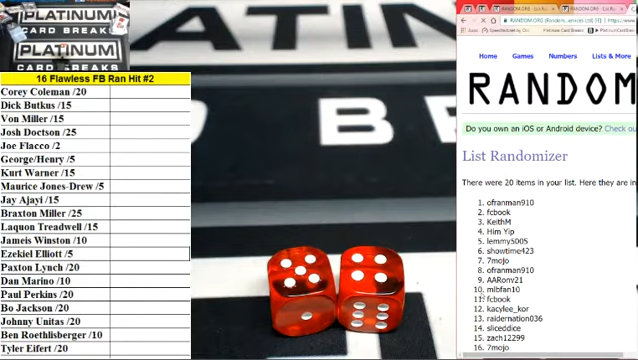 PLATINUM
CARD BREAKS
PLATINUM
CARD BREAKS
16 Flawless FB Ran Hit #2
Corey Coleman /20
Dick Butkus /15
Von Miller /15
Josh Doctson /25
Joe Flacco /2
George/Henry /5
Kurt Warner /15
Maurice Jones-Drew /5
Jay Ajayi /15
Braxton Miller /25
Laquon Treadwell /15
Jameis Winston /10
Ezekiel Elliott /5
Paxton Lynch /20
Dan Marino /10
Paul Perkins /20
Bo Jackson /20
Johnny Unitas /20
Ben Roethlisberger /10
Tyler Eifert /20
ATIN
B
Home Games Numbers Lists & More
RANDOM
Do you own an iOS or Android device? Check ou
List Randomizer
There were 20 items in your list. Here they are in
1. ofranman910
2. fcbook
3. KeithM
4. Him Yip
5. lemmy5005
6. showtime423
7. 7mojo
8. ofranman910
9. AARonv21
10. mlbfan10
11. fcbook
12. kacylee_kor
13. raidernation036
14. sliceddice
15. zach12299
16. 7mojo